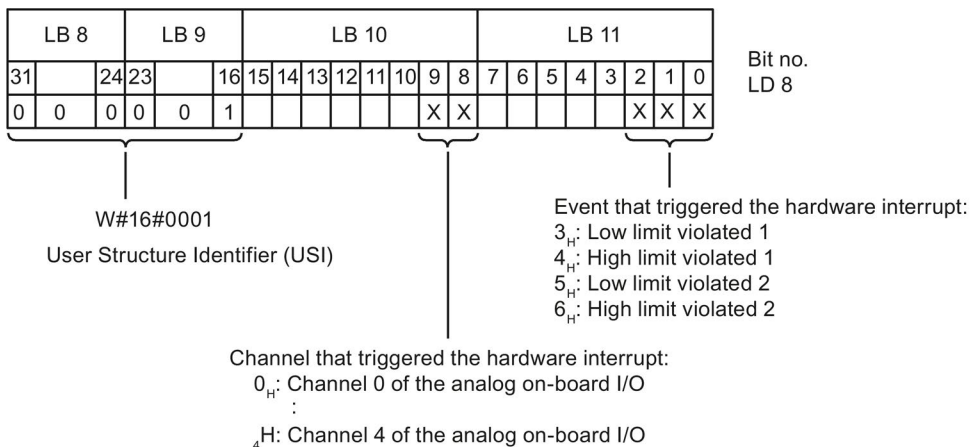 LB 8 LB 9 LB 10 LB 11
Bit no.
31 24 23 16 15 14 13 12 11 10 9 8 7 6 5 4 3 2 1 0
LD 8
0 0 0 0 0 1 X X X X X
W#16#0001
User Structure Identifier (USI)
Event that triggered the hardware interrupt:
3H: Low limit violated 1
4H: High limit violated 1
5H: Low limit violated 2
6H: High limit violated 2
Channel that triggered the hardware interrupt:
0H: Channel 0 of the analog on-board I/O
:
4H: Channel 4 of the analog on-board I/O